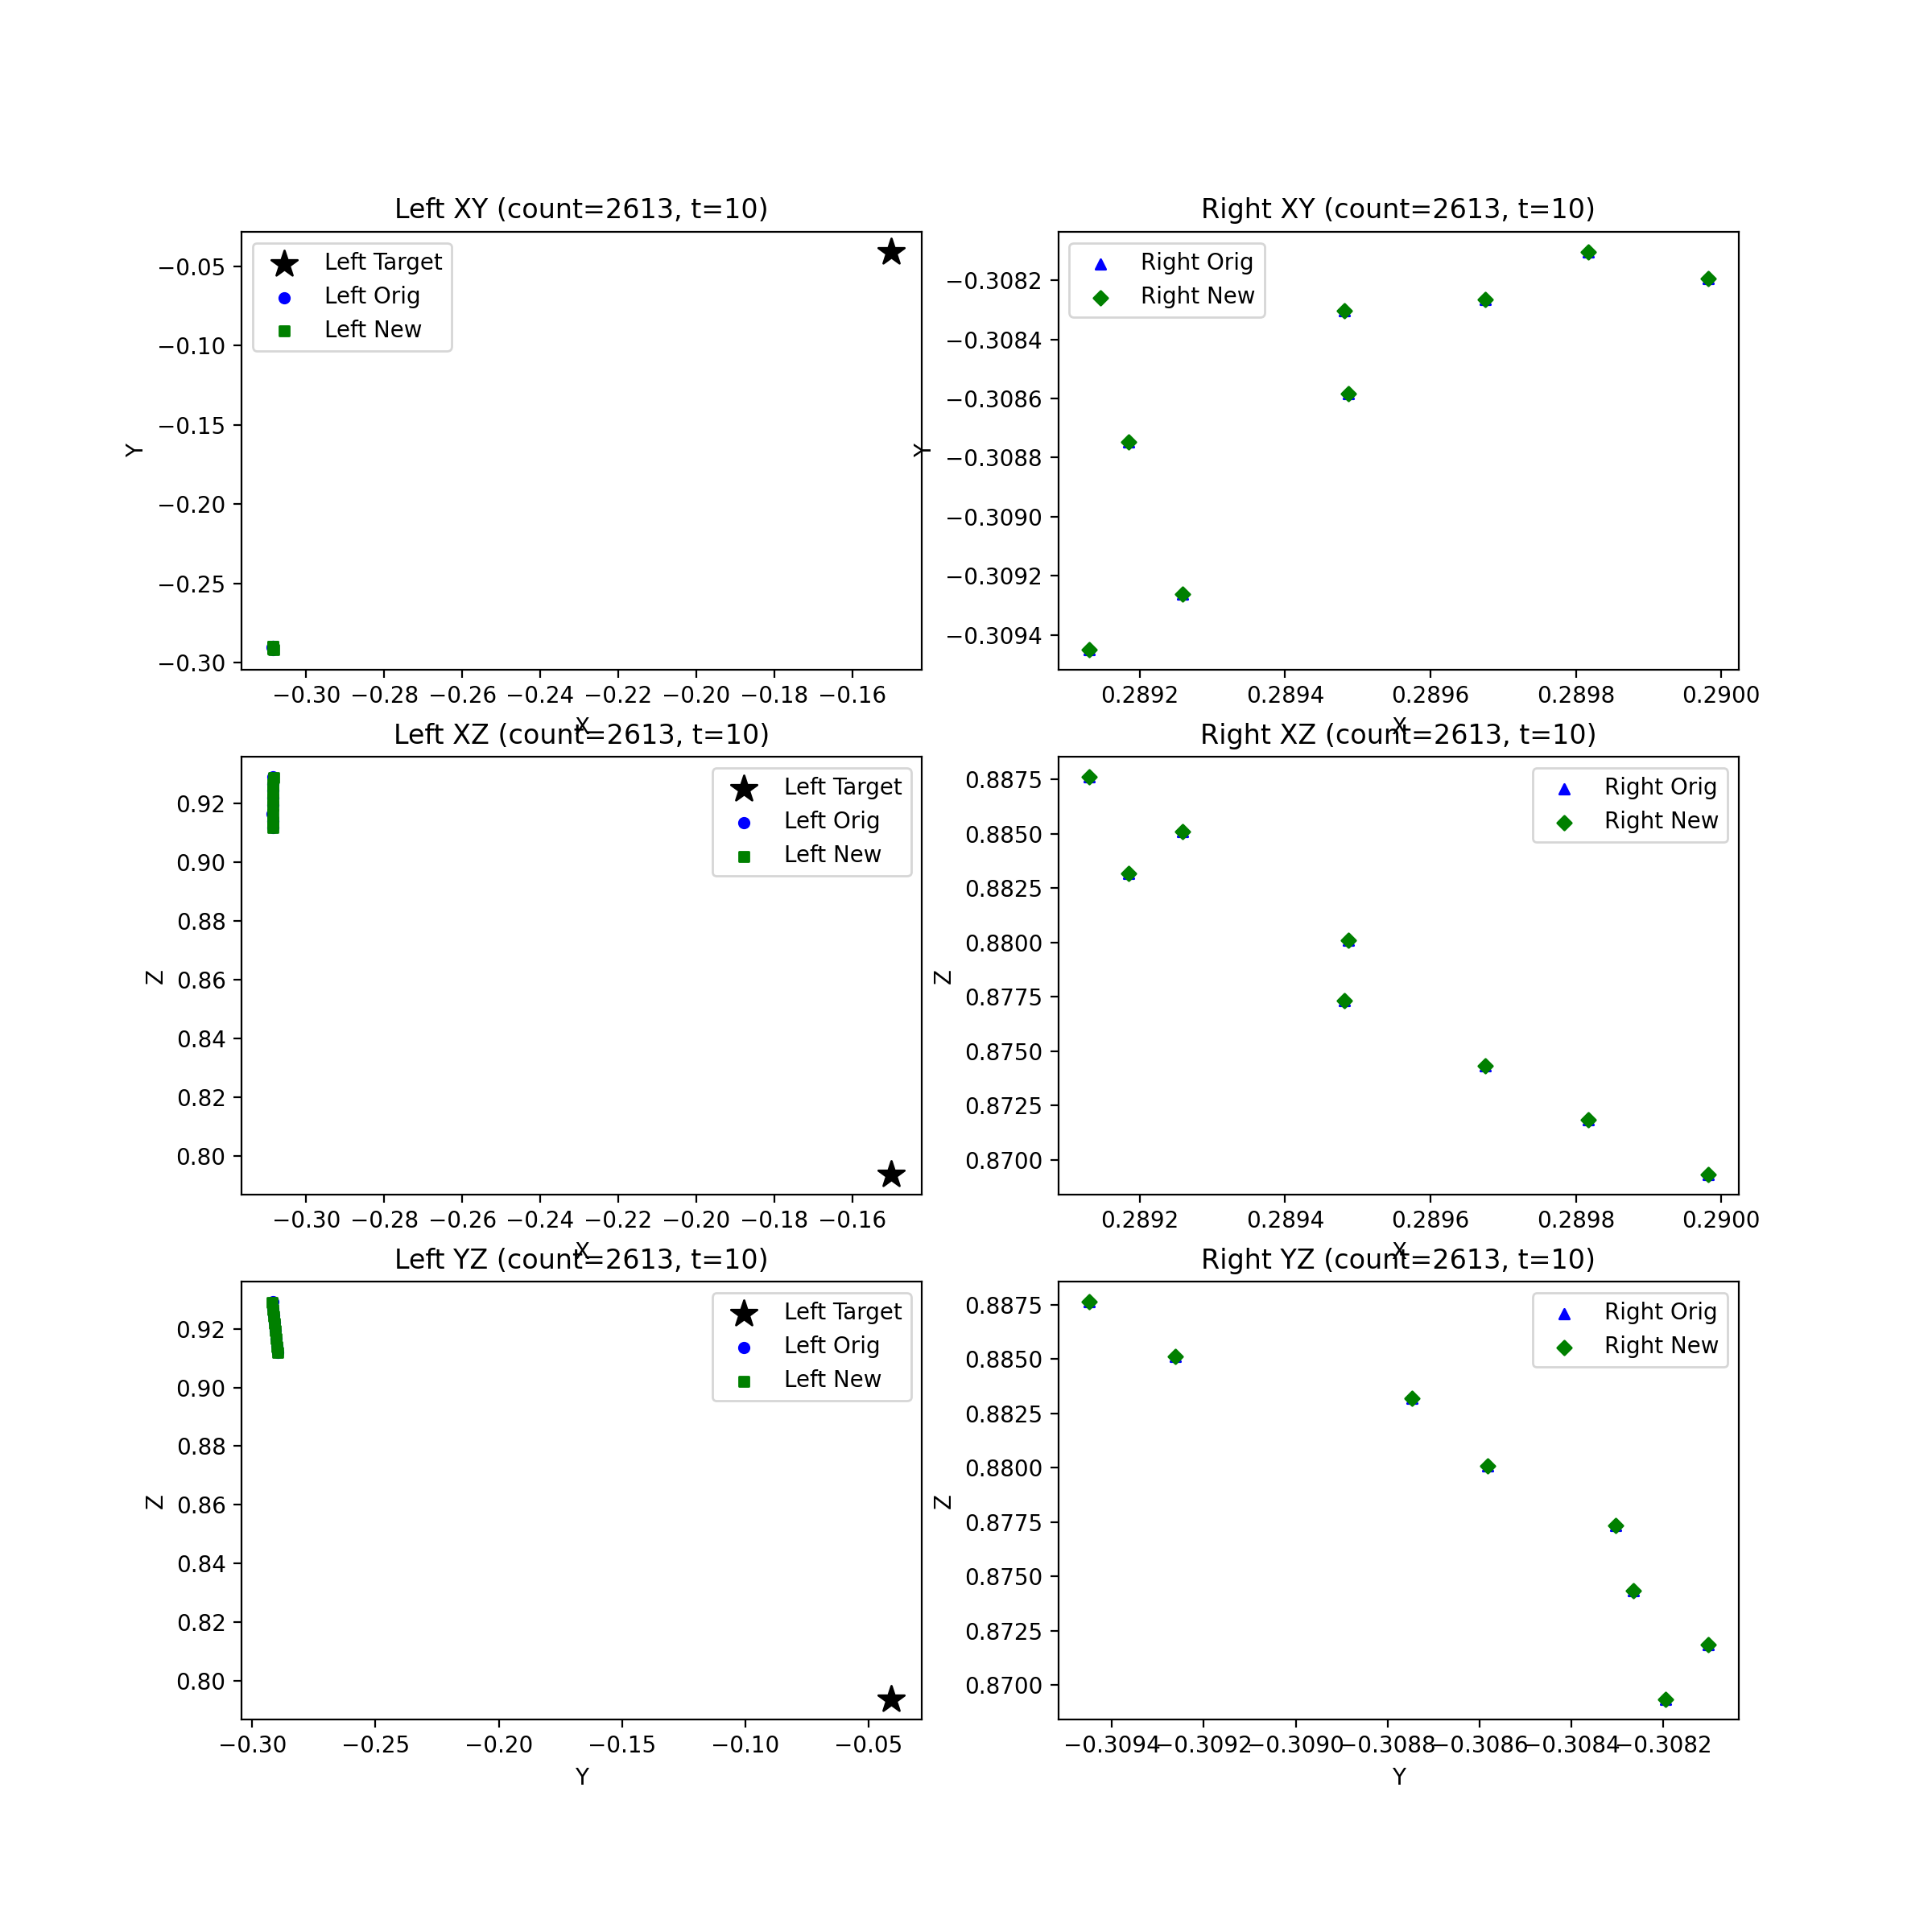 Left XY (count=2613, t=10)
Left Target
Left Orig
Left New
−0.05
−0.10
−0.15
−0.20
−0.25
−0.30
Y
−0.30 −0.28 −0.26 −0.24 −0.22 −0.20 −0.18 −0.16
X
Right XY (count=2613, t=10)
Right Orig
Right New
−0.3082
−0.3084
−0.3086
−0.3088
−0.3090
−0.3092
−0.3094
Y
0.2892 0.2894 0.2896 0.2898 0.2900
X
Left XZ (count=2613, t=10)
Left Target
Left Orig
Left New
0.92
0.90
0.88
0.86
0.84
0.82
0.80
Z
−0.30 −0.28 −0.26 −0.24 −0.22 −0.20 −0.18 −0.16
X
Right XZ (count=2613, t=10)
Right Orig
Right New
0.8875
0.8850
0.8825
0.8800
0.8775
0.8750
0.8725
0.8700
Z
0.2892 0.2894 0.2896 0.2898 0.2900
X
Left YZ (count=2613, t=10)
Left Target
Left Orig
Left New
0.92
0.90
0.88
0.86
0.84
0.82
0.80
Z
−0.30 −0.25 −0.20 −0.15 −0.10 −0.05
Y
Right YZ (count=2613, t=10)
Right Orig
Right New
0.8875
0.8850
0.8825
0.8800
0.8775
0.8750
0.8725
0.8700
Z
−0.3094 −0.3092 −0.3090 −0.3088 −0.3086 −0.3084 −0.3082
Y